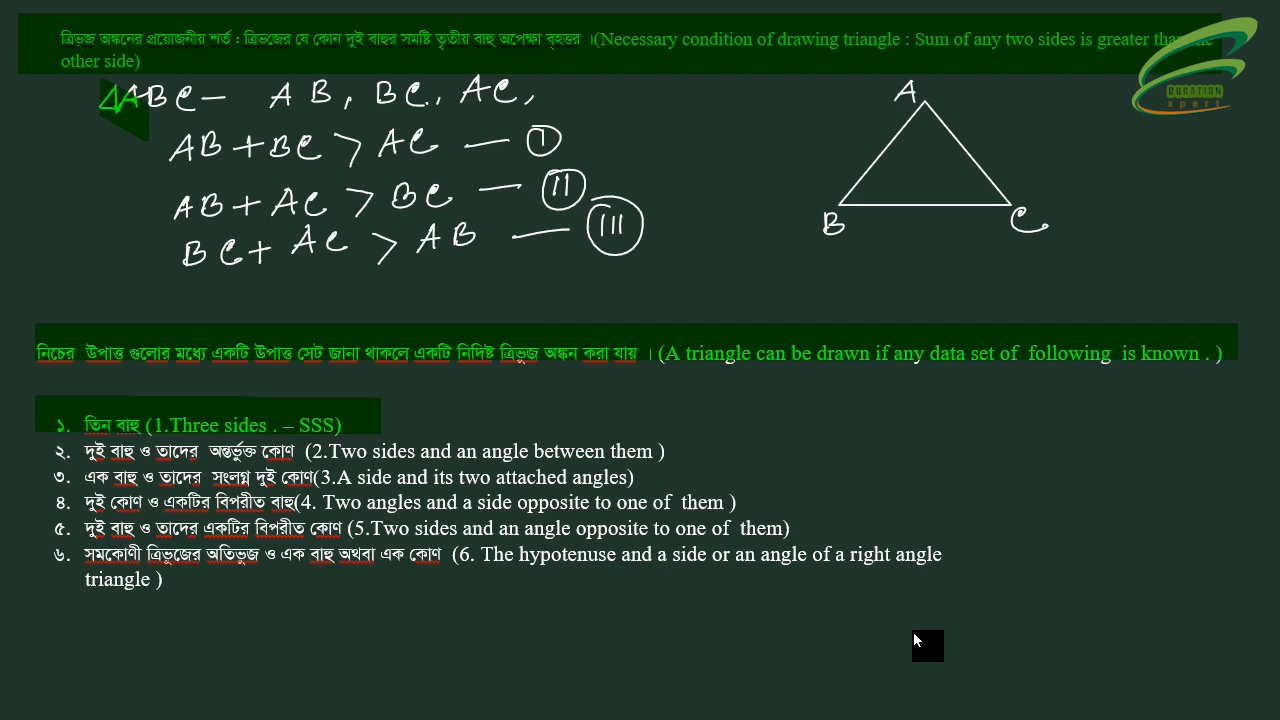 ত্রিভুজ অঙ্কনের প্রয়োজনীয় শর্ত : ত্রিভজের যে কোন দুই বাহুর সমষ্টি তৃতীয় বাহু অপেক্ষা বৃহত্তর ।(Necessary condition of drawing triangle : Sum of any two sides is greater than the
other side)
EDUCATION
xpert
ΔABC – AB, BC, AC,
A
AB + BC > AC — I
AB + AC > BC — II
BC + AC > AB — III
B C
নিচের উপাত্ত গুলোর মধ্যে একটি উপাত্ত সেট জানা থাকলে একটি নিদিষ্ট ত্রিভুজ অঙ্কন করা যায় । (A triangle can be drawn if any data set of following is known . )
১. তিন বাহু (1.Three sides . – SSS)
২. দুই বাহু ও তাদের অন্তর্ভুক্ত কোণ (2.Two sides and an angle between them )
৩. এক বাহু ও তাদের সংলগ্ন দুই কোণ(3.A side and its two attached angles)
৪. দুই কোণ ও একটির বিপরীত বাহু(4. Two angles and a side opposite to one of them )
৫. দুই বাহু ও তাদের একটির বিপরীত কোণ (5.Two sides and an angle opposite to one of them)
৬. সমকোণী ত্রিভুজের অতিভুজ ও এক বাহু অথবা এক কোণ (6. The hypotenuse and a side or an angle of a right angle
triangle )